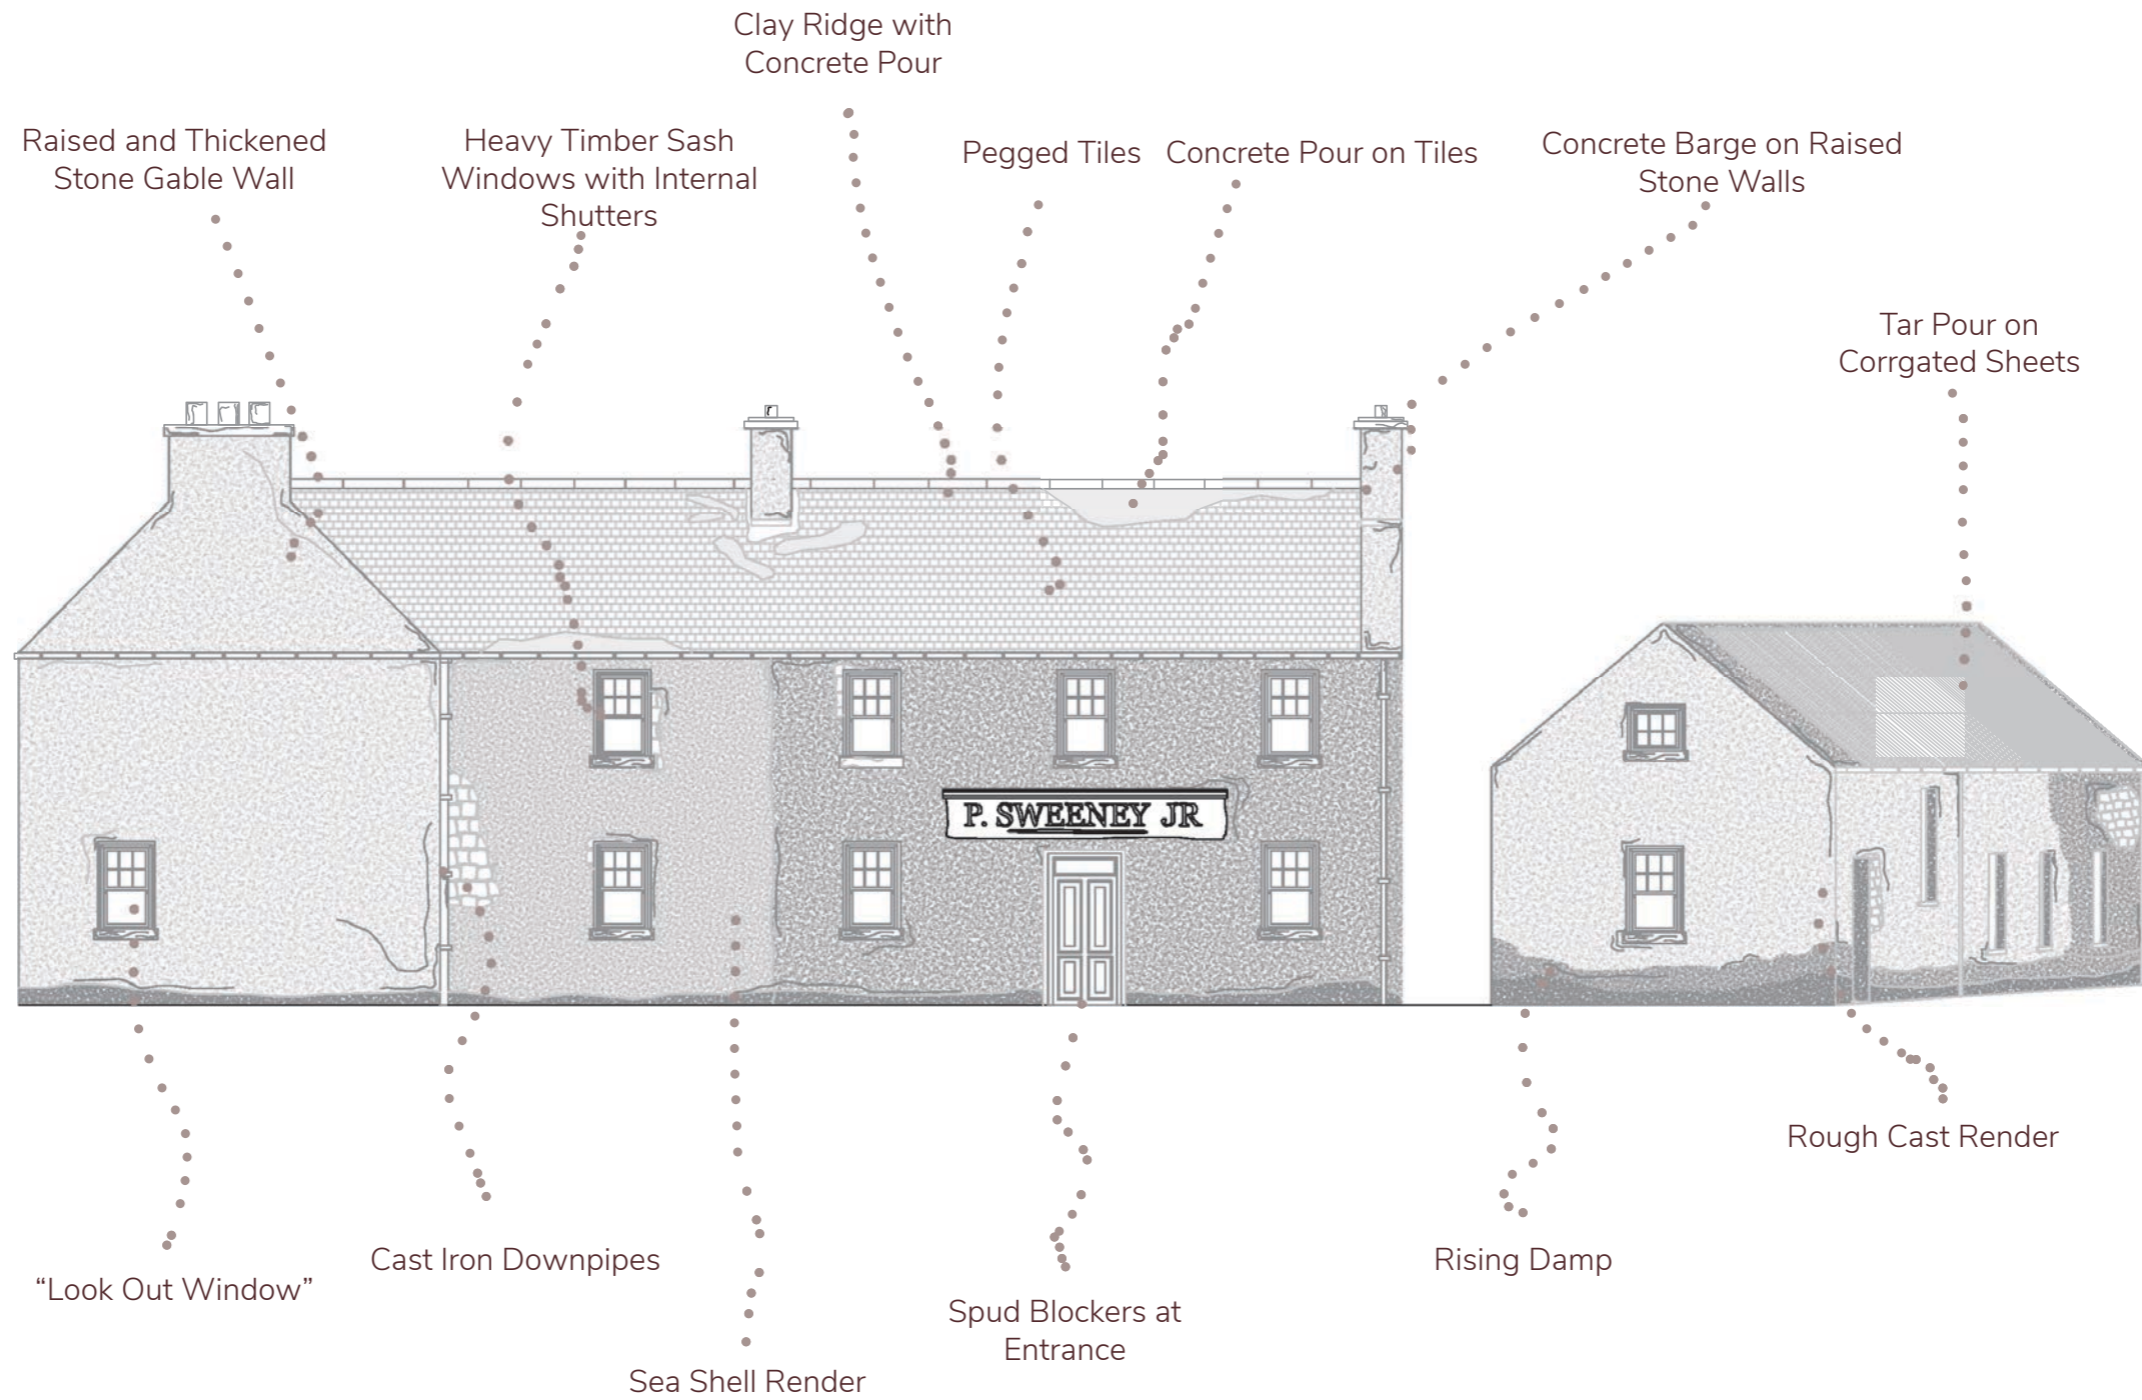 Clay Ridge with
Concrete Pour
Raised and Thickened
Stone Gable Wall
Heavy Timber Sash
Windows with Internal
Shutters
Pegged Tiles
Concrete Pour on Tiles
Concrete Barge on Raised
Stone Walls
Tar Pour on
Corrgated Sheets
P. SWEENEY JR
Rough Cast Render
“Look Out Window”
Cast Iron Downpipes
Rising Damp
Spud Blockers at
Entrance
Sea Shell Render